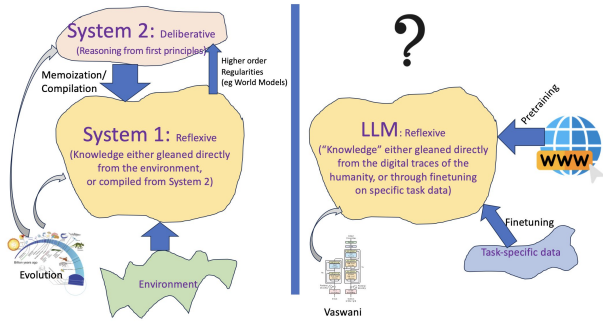 System 2: Deliberative
(Reasoning from first principles)
Memoization/
Compilation
Higher order
Regularities
(eg World Models)
System 1: Reflexive
(Knowledge either gleaned directly
from the environment,
or compiled from System 2)
Evolution
Environment
?
LLM: Reflexive
("Knowledge" either gleaned directly
from the digital traces of the
humanity, or through finetuning
on specific task data)
Pretraining
WWW
Finetuning
Task-specific data
Vaswani